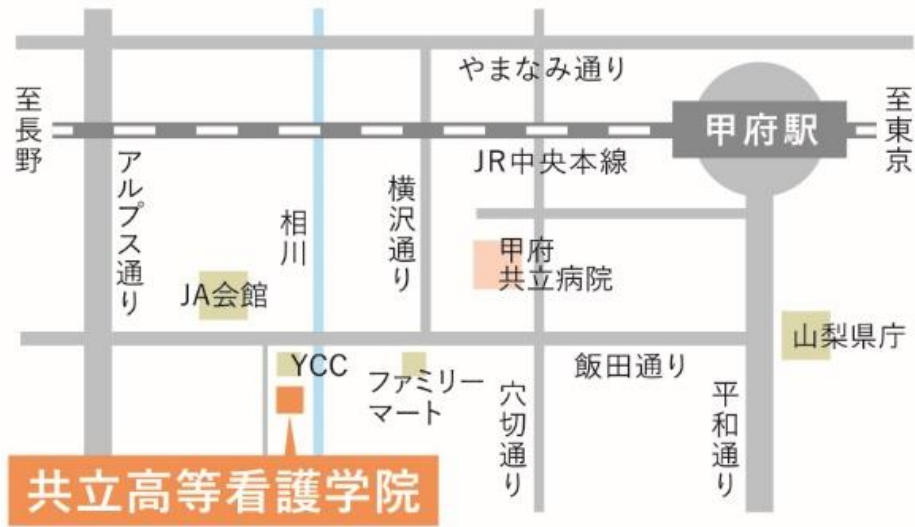 やまなみ通り
至長野
甲府駅
至東京
JR中央本線
アルプス通り
相川
横沢通り
甲府
共立病院
JA会館
山梨県庁
YCC
ファミリー
マート
飯田通り
穴切通り
平和通り
共立高等看護学院